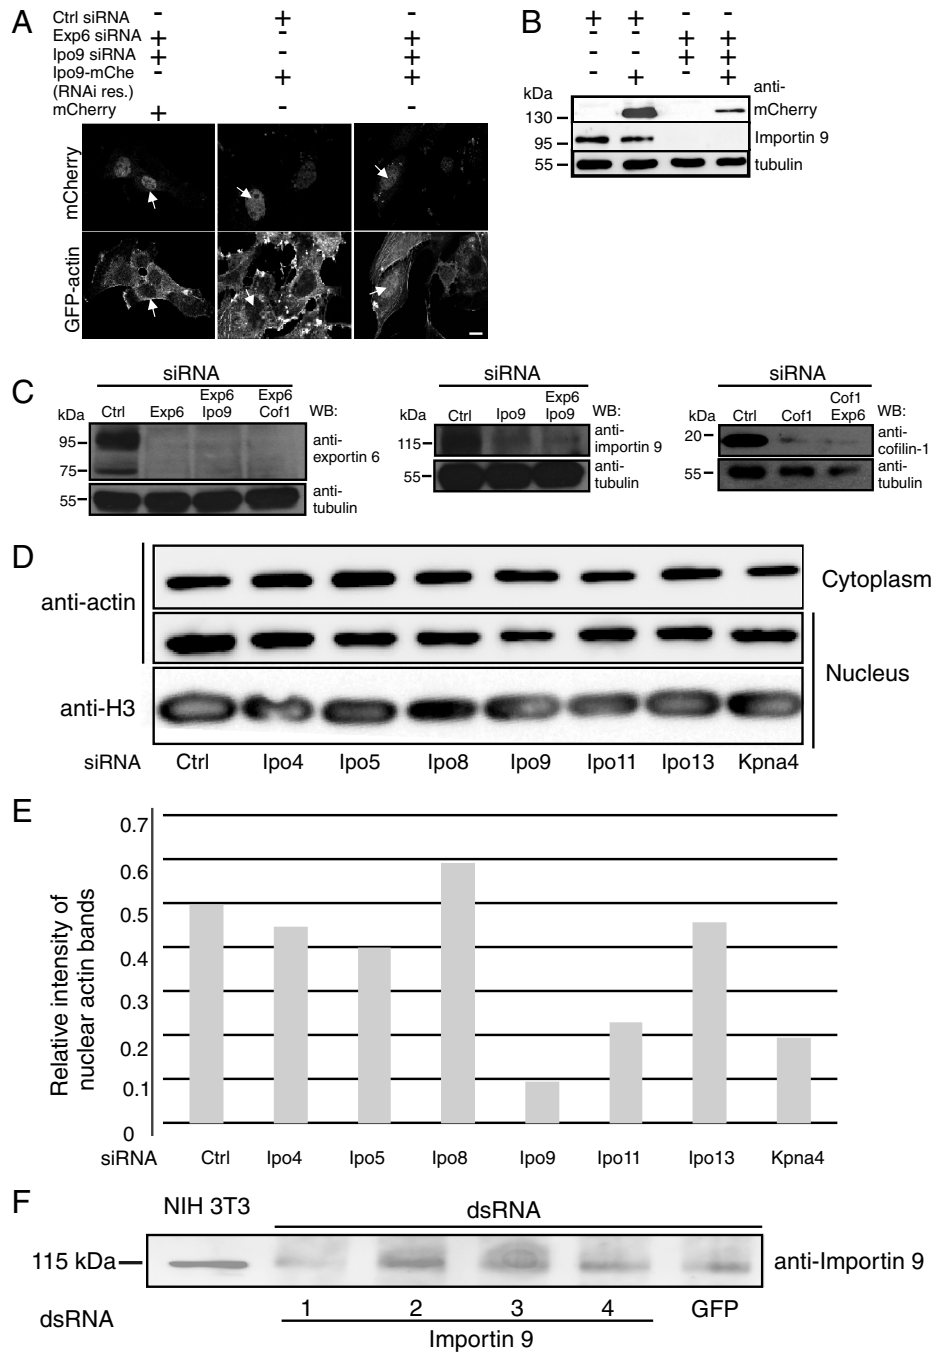 A
Ctrl siRNA - + -
Exp6 siRNA + - +
Ipo9 siRNA + - +
Ipo9-mChe - + +
(RNAi res.)
mCherry + - -
mCherry
GFP-actin
B
+ + - -
- - + +
- - + +
- + - +
anti-
kDa
130 mCherry
95 Importin 9
55 tubulin
C
siRNA
Ctrl Exp6 Exp6 Ipo9 Exp6 Cof1 WB:
kDa
95
75
55
anti-
exportin 6
anti-
tubulin
siRNA
Ctrl Ipo9 Exp6 Ipo9 WB:
kDa
115
55
anti-
importin 9
anti-
tubulin
siRNA
Ctrl Cof1 Cof1 Exp6 WB:
kDa
20
55
anti-
cofilin-1
anti-
tubulin
D
anti-actin
Cytoplasm
Nucleus
anti-H3
siRNA Ctrl Ipo4 Ipo5 Ipo8 Ipo9 Ipo11 Ipo13 Kpna4
E
Relative intensity of
nuclear actin bands
0.7
0.6
0.5
0.4
0.3
0.2
0.1
0
siRNA Ctrl Ipo4 Ipo5 Ipo8 Ipo9 Ipo11 Ipo13 Kpna4
F
NIH 3T3 dsRNA
115 kDa anti-Importin 9
dsRNA 1 2 3 4 GFP
Importin 9